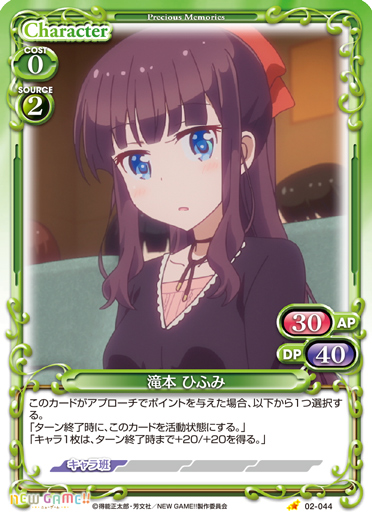 Precious Memories
Character
COST
0
SOURCE
2
30 AP
DP 40
滝本 ひふみ
このカードがアプローチでポイントを与えた場合、以下から1つ選択す
る。
「ターン終了時に、このカードを活動状態にする。」
「キャラ1枚は、ターン終了時まで+20/+20を得る。」
キャラ班
NEW GAME!!
©得能正太郎・芳文社／NEW GAME!!製作委員会
02-044